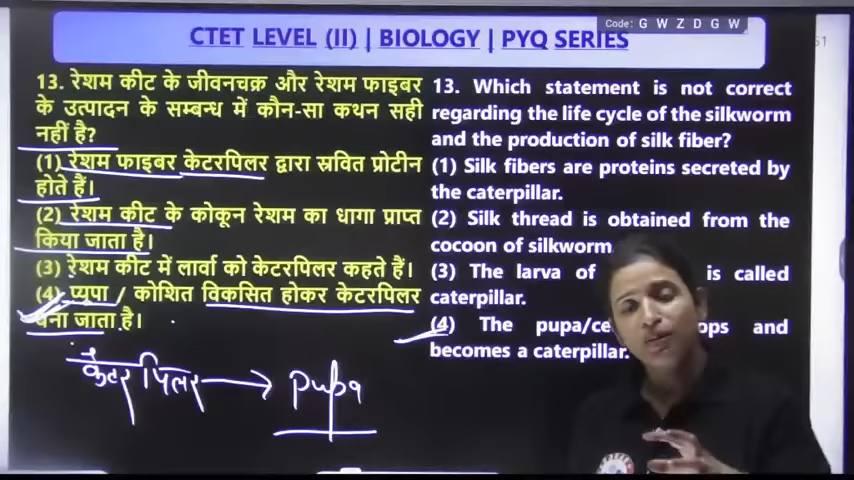 Code: G W Z D G W
CTET LEVEL (II) | BIOLOGY | PYQ SERIES
51
13. रेशम कीट के जीवनचक्र और रेशम फाइबर
के उत्पादन के सम्बन्ध में कौन-सा कथन सही
नहीं है?
(1) रेशम फाइबर केटरपिलर द्वारा स्रवित प्रोटीन
होते हैं।
(2) रेशम कीट के कोकून रेशम का धागा प्राप्त
किया जाता है।
(3) रेशम कीट में लार्वा को केटरपिलर कहते हैं।
(4) प्यूपा / कोशित विकसित होकर केटरपिलर
बना जाता है।
कैटरपिलर → pupa
13. Which statement is not correct
regarding the life cycle of the silkworm
and the production of silk fiber?
(1) Silk fibers are proteins secreted by
the caterpillar.
(2) Silk thread is obtained from the
cocoon of silkworm
(3) The larva of is called
caterpillar.
(4) The pupa/ and
becomes a caterpillar.